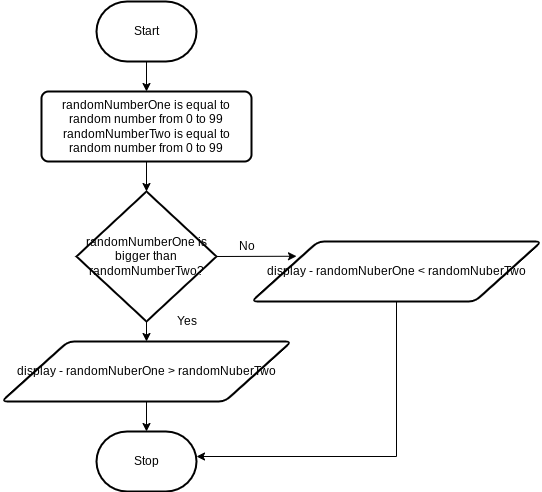 Start
randomNumberOne is equal to
random number from 0 to 99
randomNumberTwo is equal to
random number from 0 to 99
randomNumberOne is
bigger than
randomNumberTwo?
No
display - randomNuberOne < randomNuberTwo
Yes
display - randomNuberOne > randomNuberTwo
Stop